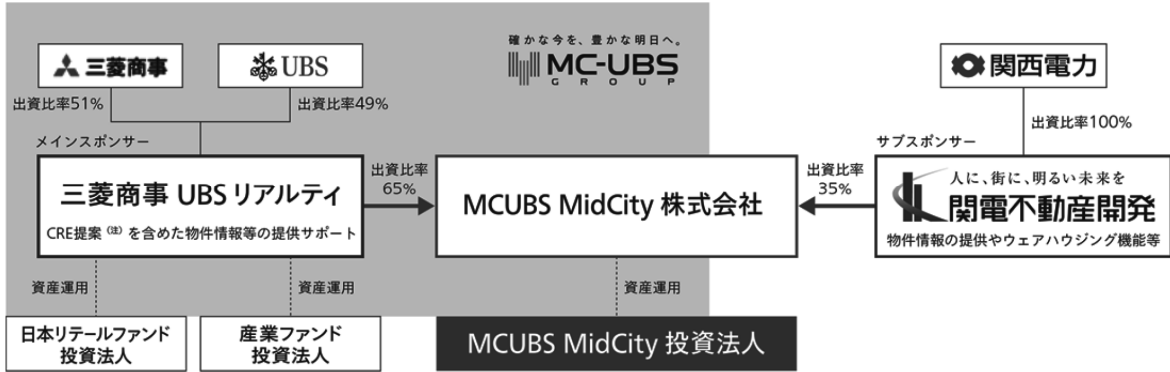 確かな今を、豊かな明日へ。
MC-UBS
GROUP
三菱商事
UBS
関西電力
出資比率51%
出資比率49%
出資比率100%
メインスポンサー
サブスポンサー
三菱商事 UBS リアルティ
CRE提案（注）を含めた物件情報等の提供サポート
出資比率
65%
MCUBS MidCity 株式会社
出資比率
35%
人に、街に、明るい未来を
関電不動産開発
物件情報の提供やウェアハウジング機能等
資産運用
資産運用
資産運用
日本リテールファンド
投資法人
産業ファンド
投資法人
MCUBS MidCity 投資法人